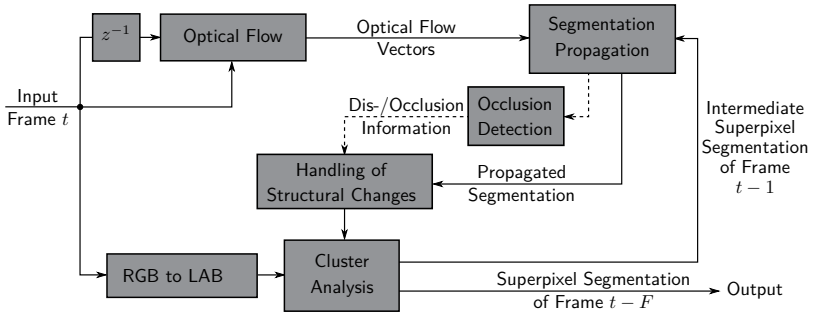 z⁻¹
Optical Flow
Optical Flow
Vectors
Segmentation
Propagation
Input
Frame t
Dis-/Occlusion
Information
Occlusion
Detection
Intermediate
Superpixel
Segmentation
of Frame
t − 1
Handling of
Structural Changes
Propagated
Segmentation
RGB to LAB
Cluster
Analysis
Superpixel Segmentation
of Frame t − F
Output